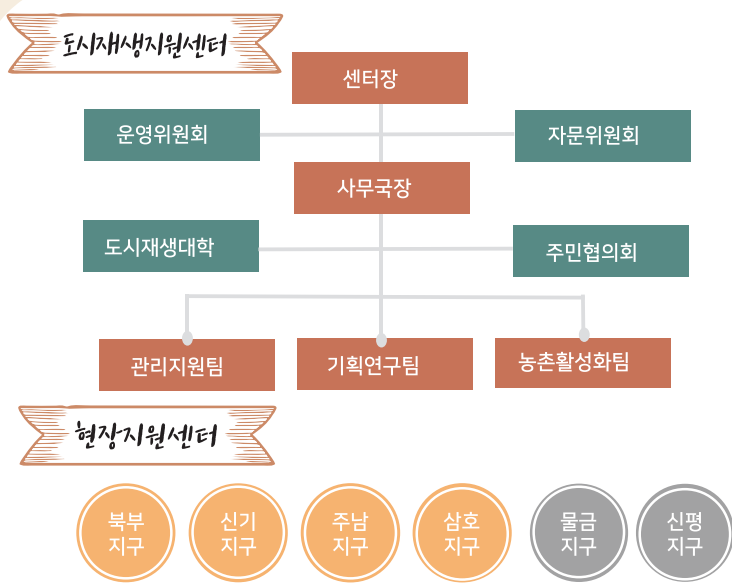 도시재생지원센터
센터장
운영위원회
자문위원회
사무국장
도시재생대학
주민협의회
관리지원팀
기획연구팀
농촌활성화팀
현장지원센터
북부
지구
신기
지구
주남
지구
삼호
지구
물금
지구
신평
지구